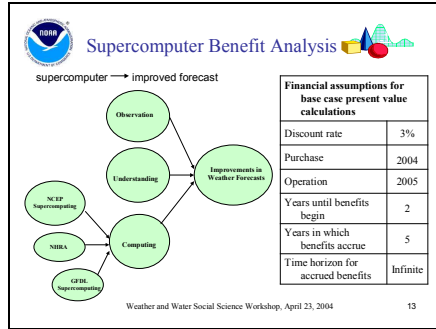 NOAA
Supercomputer Benefit Analysis
supercomputer → improved forecast
Observation
Understanding
Improvements in
Weather Forecasts
NCEP
Supercomputing
NHRA
Computing
GFDL
Supercomputing
Financial assumptions for
base case present value
calculations
Discount rate 3%
Purchase 2004
Operation 2005
Years until benefits
begin 2
Years in which
benefits accrue 5
Time horizon for
accrued benefits Infinite
Weather and Water Social Science Workshop, April 23, 2004 13